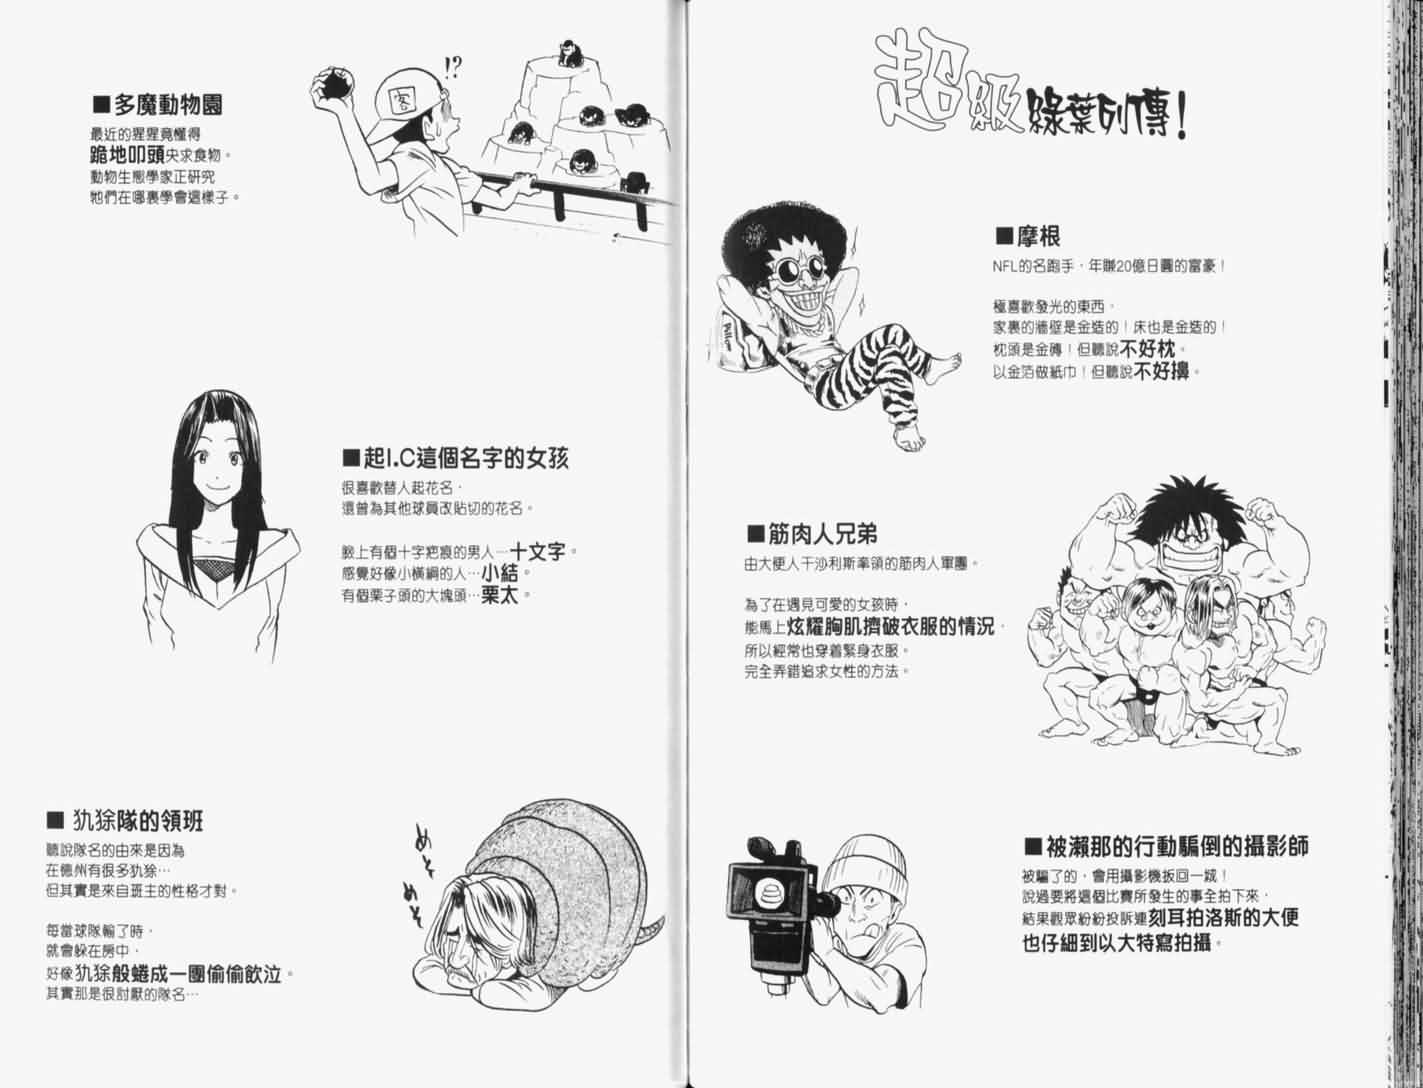 超級綠葉列傳！
■摩根
NFL的名跑手，年賺20億日圓的富豪！
極喜歡發光的東西，
家裏的牆壁是金造的！床也是金造的！
枕頭是金磚！但聽說不好枕。
以金箔做紙巾！但聽說不好擤。
Pillow
■筋肉人兄弟
由大便人干沙利斯率領的筋肉人軍團。
為了在遇見可愛的女孩時，
能馬上炫耀胸肌擠破衣服的情況，
所以經常也穿着緊身衣服。
完全弄錯追求女性的方法。
■被瀨那的行動騙倒的攝影師
被騙了的，會用攝影機扳回一城！
說過要將這個比賽所發生的事全拍下來，
結果觀眾紛紛投訴連刻耳拍洛斯的大便
也仔細到以大特寫拍攝。
■多魔動物園
最近的猩猩竟懂得
跪地叩頭央求食物。
動物生態學家正研究
牠們在哪裏學會這樣子。
!?
客
■起I.C這個名字的女孩
很喜歡替人起花名，
還曾為其他球員改貼切的花名。
臉上有個十字疤痕的男人…十文字。
感覺好像小橫綱的人…小結。
有個栗子頭的大塊頭…栗太。
■犰狳隊的領班
聽說隊名的由來是因為
在德州有很多犰狳…
但其實是來自班主的性格才對。
每當球隊輸了時，
就會躲在房中，
好像犰狳般蜷成一團偷偷飲泣。
其實那是很討厭的隊名…
めそ
めそ